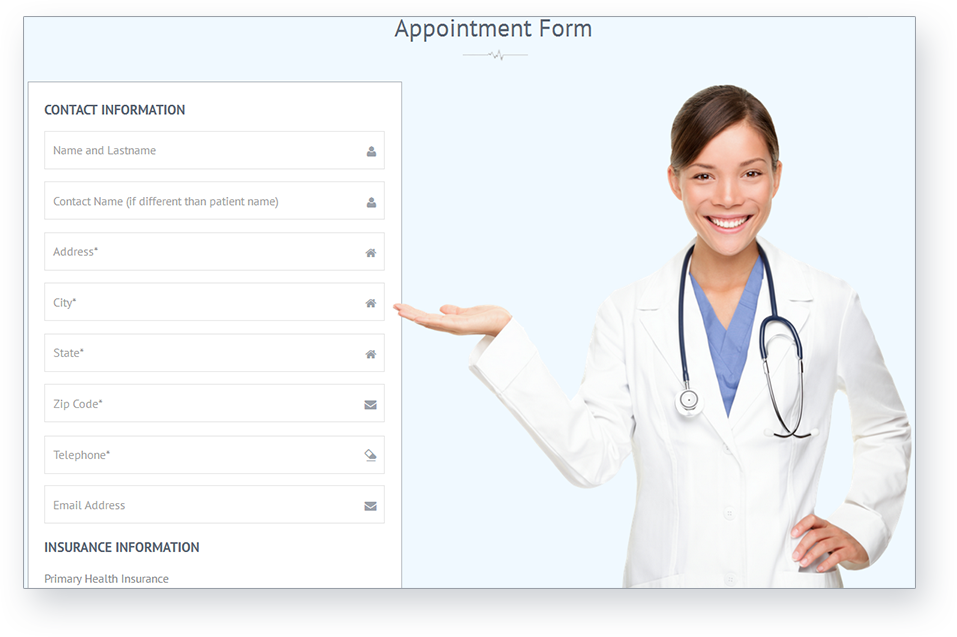 Appointment Form
CONTACT INFORMATION
Name and Lastname
Contact Name (if different than patient name)
Address*
City*
State*
Zip Code*
Telephone*
Email Address
INSURANCE INFORMATION
Primary Health Insurance